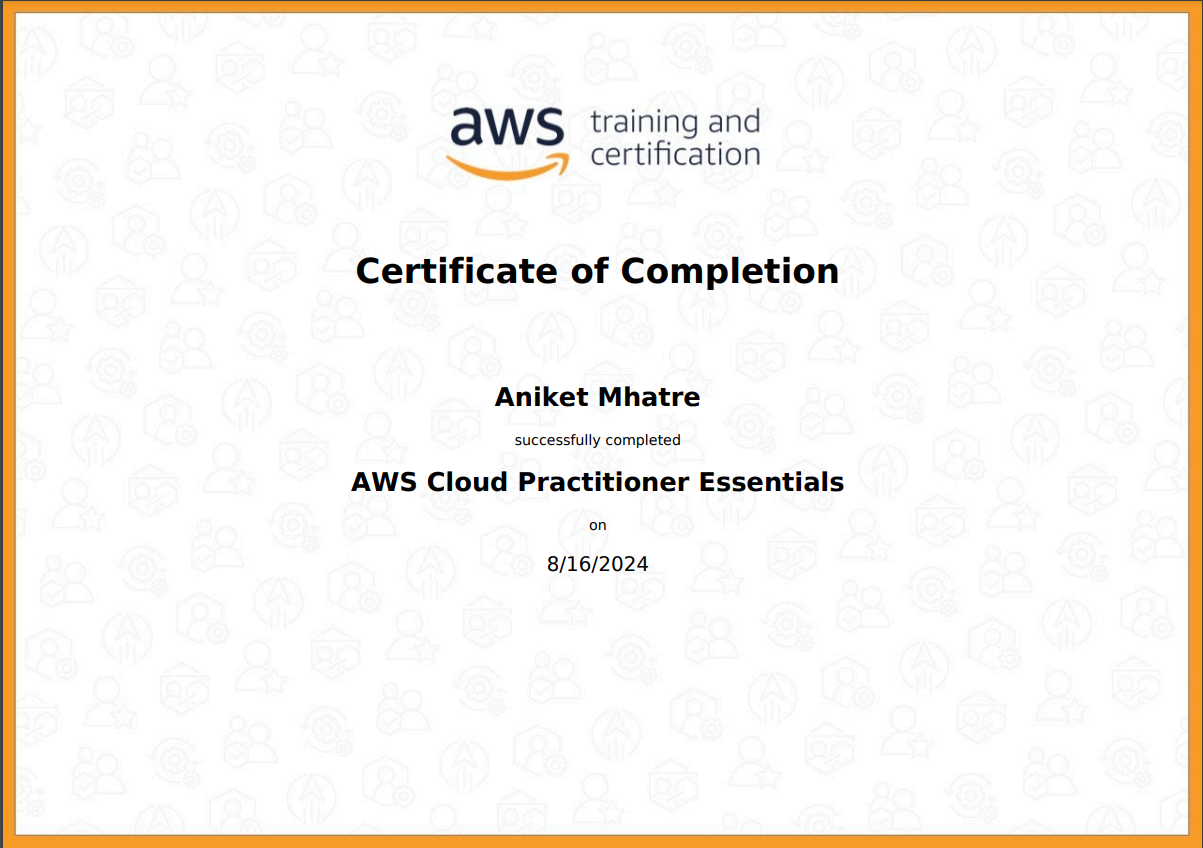 aws training and
certification
Certificate of Completion
Aniket Mhatre
successfully completed
AWS Cloud Practitioner Essentials
on
8/16/2024